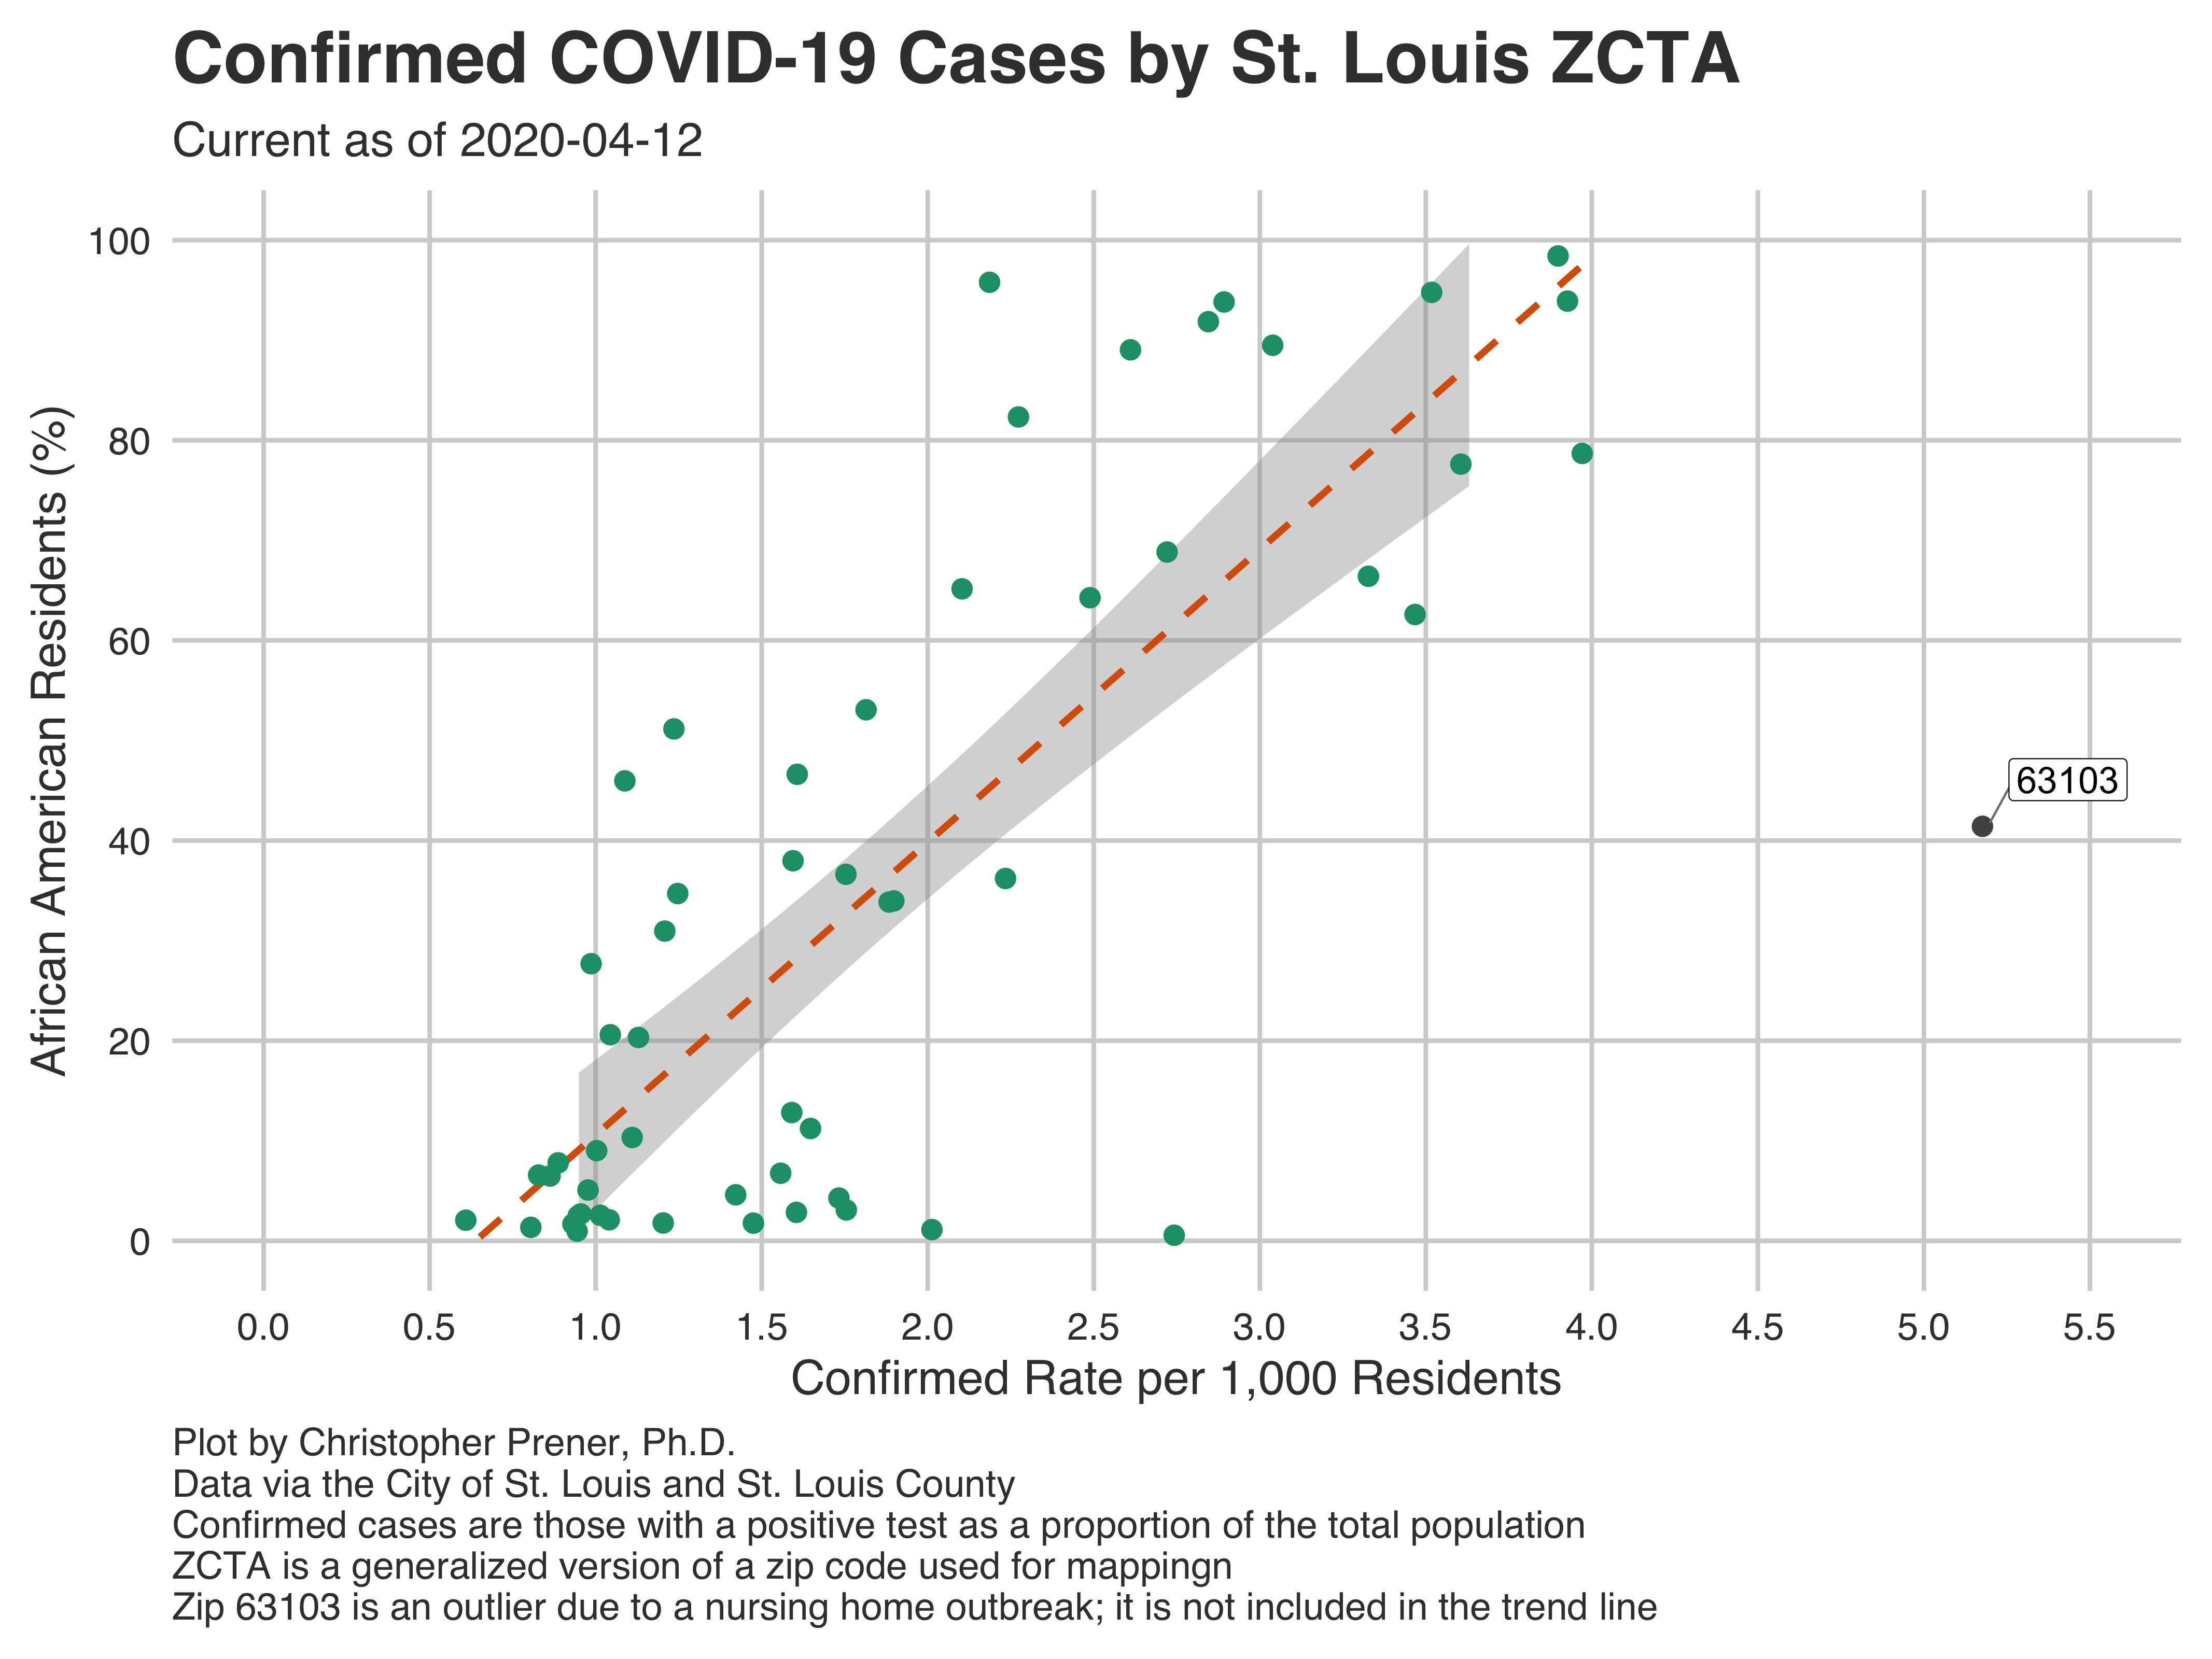 Confirmed COVID-19 Cases by St. Louis ZCTA
Current as of 2020-04-12
African American Residents (%)
100
80
60
40
20
0
63103
0.0 0.5 1.0 1.5 2.0 2.5 3.0 3.5 4.0 4.5 5.0 5.5
Confirmed Rate per 1,000 Residents
Plot by Christopher Prener, Ph.D.
Data via the City of St. Louis and St. Louis County
Confirmed cases are those with a positive test as a proportion of the total population
ZCTA is a generalized version of a zip code used for mappingn
Zip 63103 is an outlier due to a nursing home outbreak; it is not included in the trend line